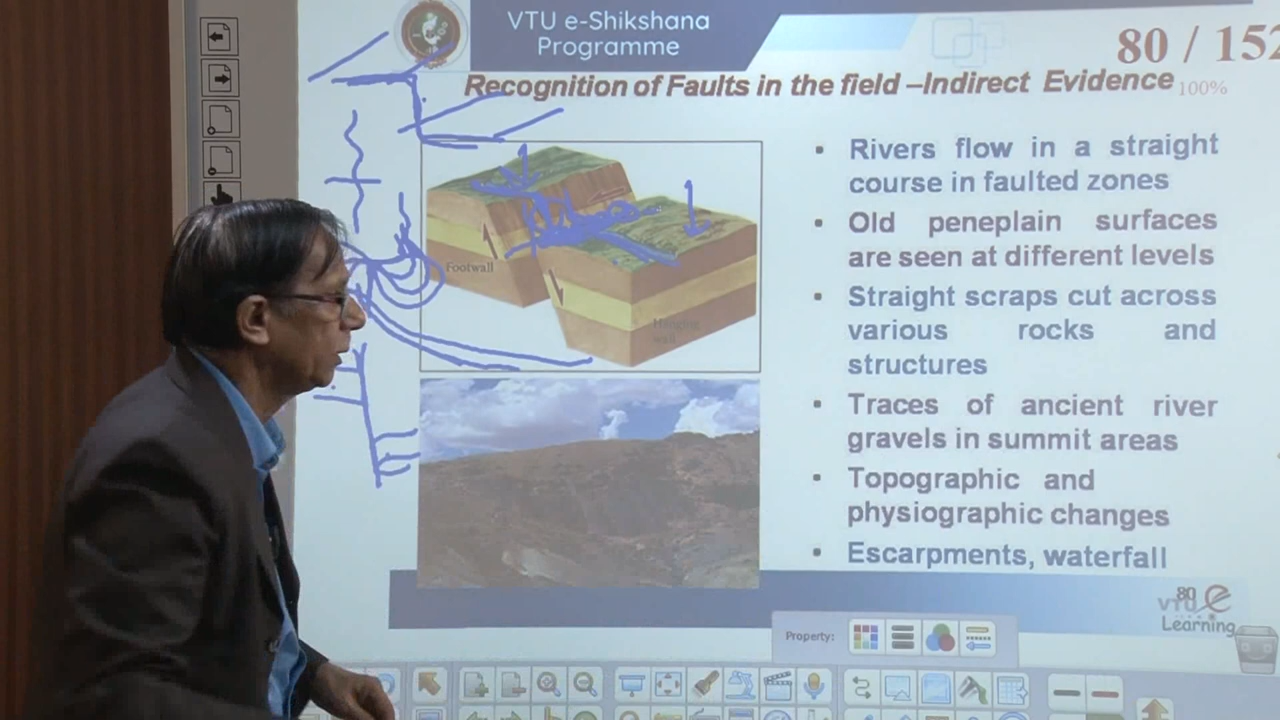 VTU e-Shikshana
Programme
80 / 152
Recognition of Faults in the field –Indirect Evidence
100%
Footwall
Hanging
wall
• Rivers flow in a straight
course in faulted zones
• Old peneplain surfaces
are seen at different levels
• Straight scraps cut across
various rocks and
structures
• Traces of ancient river
gravels in summit areas
• Topographic and
physiographic changes
• Escarpments, waterfall
80
VTU e
Learning
Property: